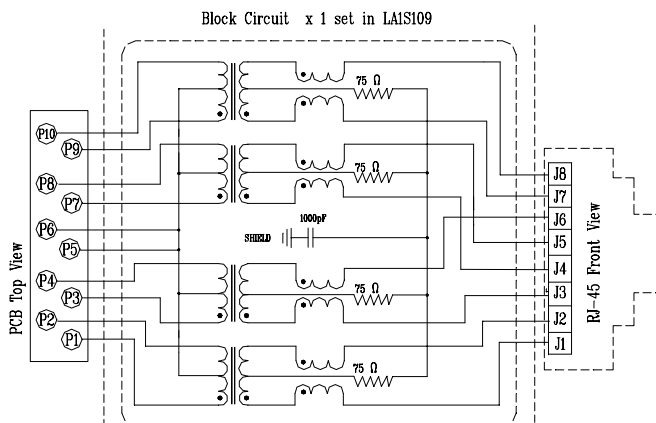 Block Circuit x 1 set in LA1S109
75 Ω
P10
P9
P8
75 Ω
J8
P7
J7
1000pF
J6
P6
SHIELD
J5
P5
J4
P4
75 Ω
J3
P3
P2
J2
P1
J1
75 Ω
PCB Top View
RJ-45 Front View